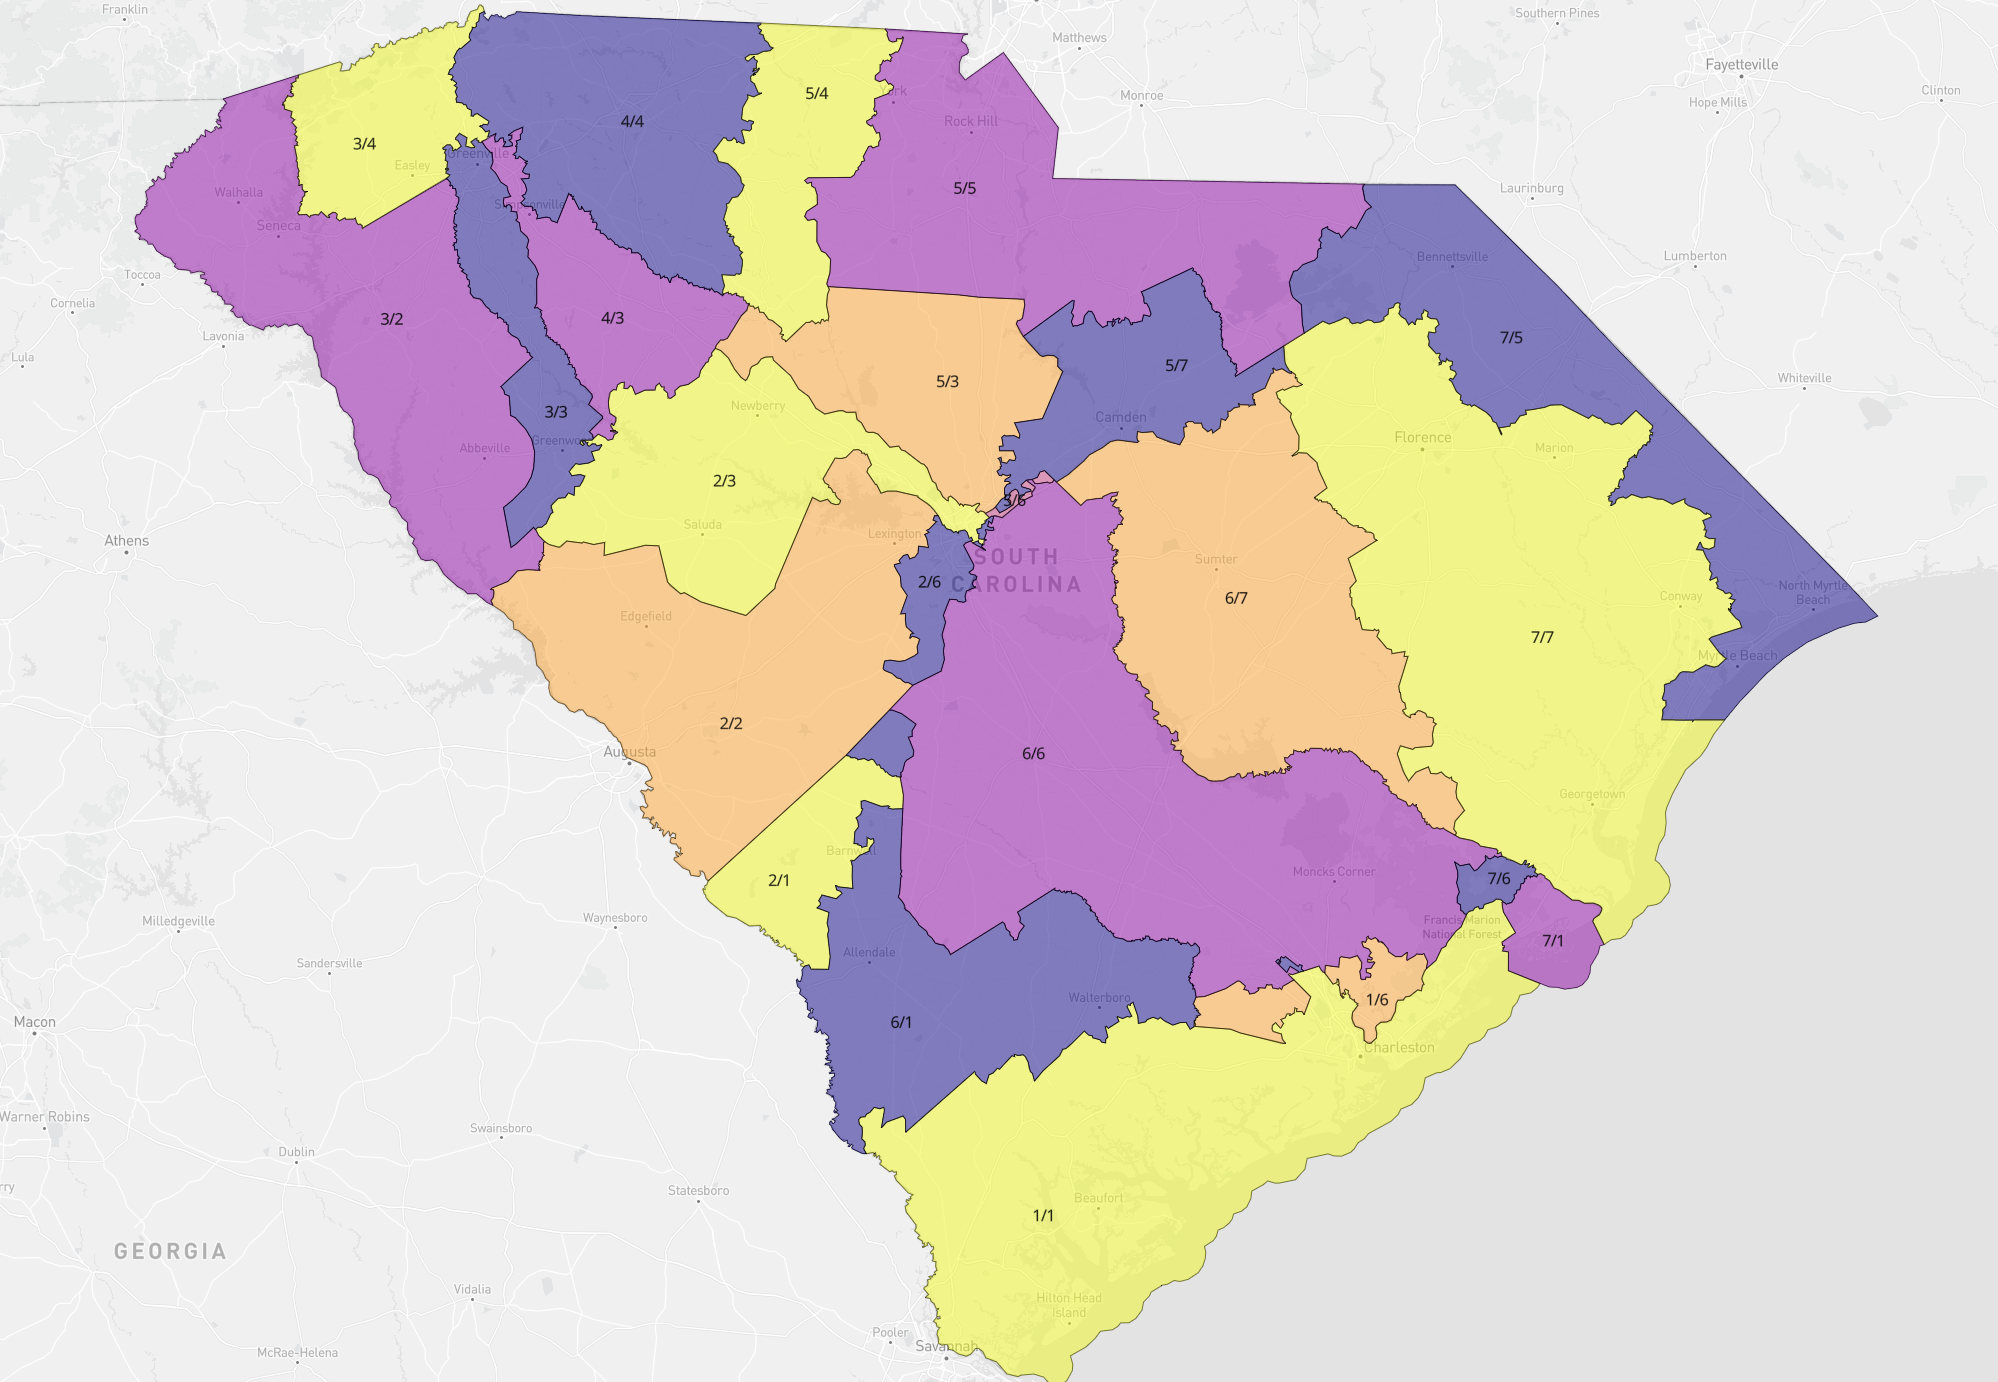 Franklin
Southern Pines
Matthews
Fayetteville
Clinton
Monroe
Hope Mills
5/4
4/4
York
Rock Hill
3/4
Easley
Greenville
Laurinburg
Walhalla
5/5
Simpsonville
Seneca
Bennettsville
Lumberton
Toccoa
Cornelia
3/2
4/3
Lavonia
7/5
Lula
5/7
5/3
Whiteville
3/3
Newberry
Camden
Greenwood
Abbeville
Florence
Marion
2/3
3/6
Saluda
Lexington
Athens
SOUTH
CAROLINA
Sumter
2/6
North Myrtle
Beach
6/7
Conway
Edgefield
7/7
Myrtle Beach
2/2
Augusta
6/6
Georgetown
Barnwell
2/1
Moncks Corner
7/6
Milledgeville
Waynesboro
Francis Marion
National Forest
7/1
Allendale
Sandersville
Walterboro
1/6
Macon
6/1
Charleston
Warner Robins
Swainsboro
Dublin
Statesboro
Beaufort
1/1
GEORGIA
Vidalia
Hilton Head
Island
Pooler
Savannah
McRae-Helena